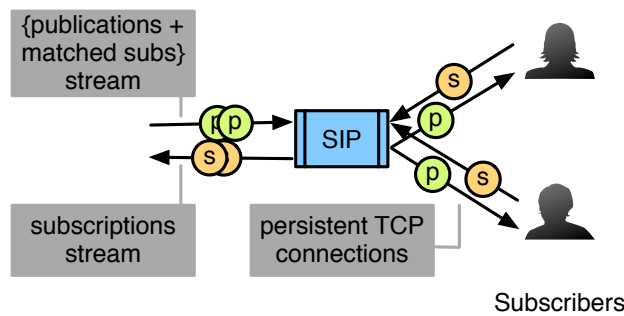 {publications +
matched subs}
stream
s
p p
SIP
p
s
p
s
subscriptions
stream
persistent TCP
connections
Subscribers